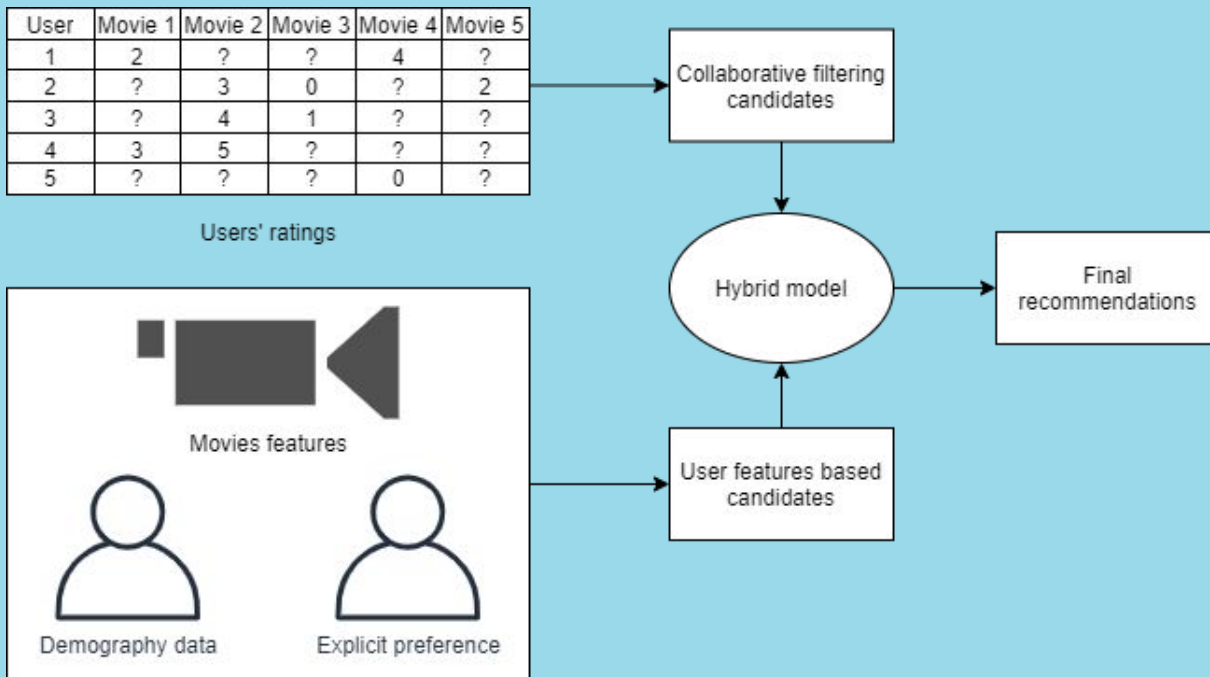 User Movie 1 Movie 2 Movie 3 Movie 4 Movie 5
1 2 ? ? 4 ?
2 ? 3 0 ? 2
3 ? 4 1 ? ?
4 3 5 ? ? ?
5 ? ? ? 0 ?
Users' ratings
Collaborative filtering
candidates
Hybrid model
Final
recommendations
Movies features
User features based
candidates
Demography data
Explicit preference